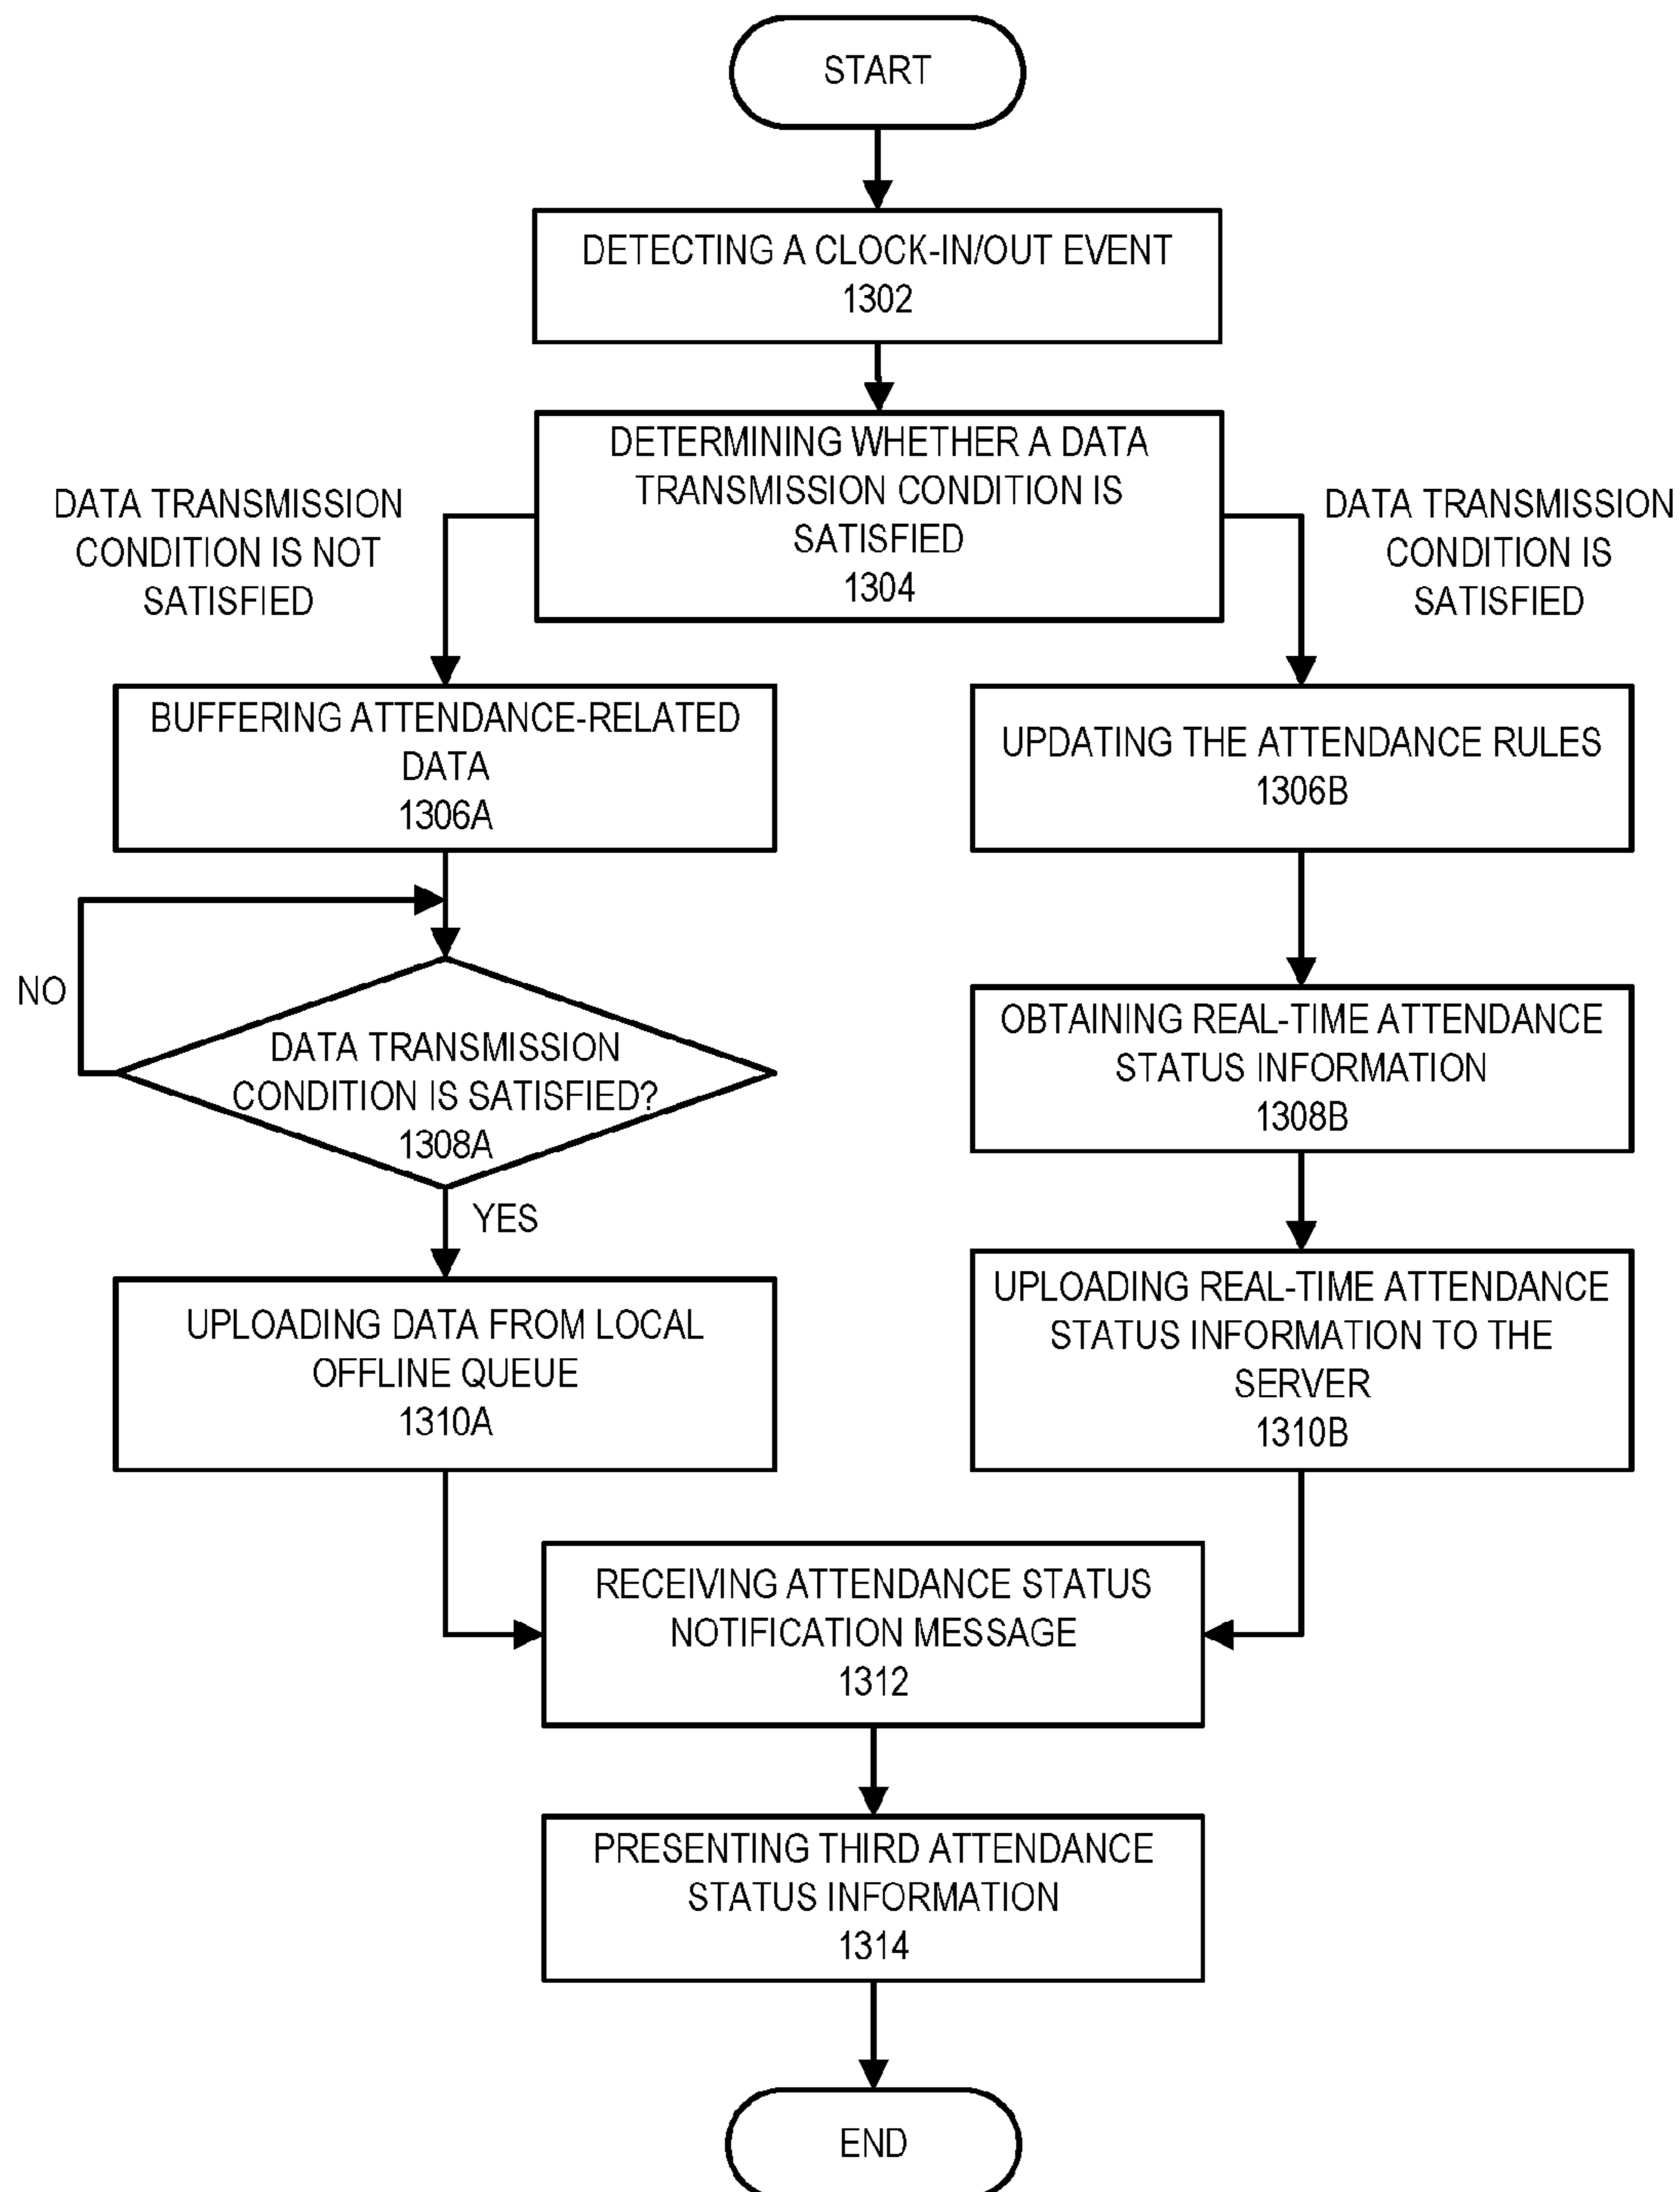 START
DETECTING A CLOCK-IN/OUT EVENT
1302
DETERMINING WHETHER A DATA
TRANSMISSION CONDITION IS
SATISFIED
1304
DATA TRANSMISSION
CONDITION IS NOT
SATISFIED
DATA TRANSMISSION
CONDITION IS
SATISFIED
BUFFERING ATTENDANCE-RELATED
DATA
1306A
UPDATING THE ATTENDANCE RULES
1306B
NO
DATA TRANSMISSION
CONDITION IS SATISFIED?
1308A
YES
OBTAINING REAL-TIME ATTENDANCE
STATUS INFORMATION
1308B
UPLOADING DATA FROM LOCAL
OFFLINE QUEUE
1310A
UPLOADING REAL-TIME ATTENDANCE
STATUS INFORMATION TO THE
SERVER
1310B
RECEIVING ATTENDANCE STATUS
NOTIFICATION MESSAGE
1312
PRESENTING THIRD ATTENDANCE
STATUS INFORMATION
1314
END